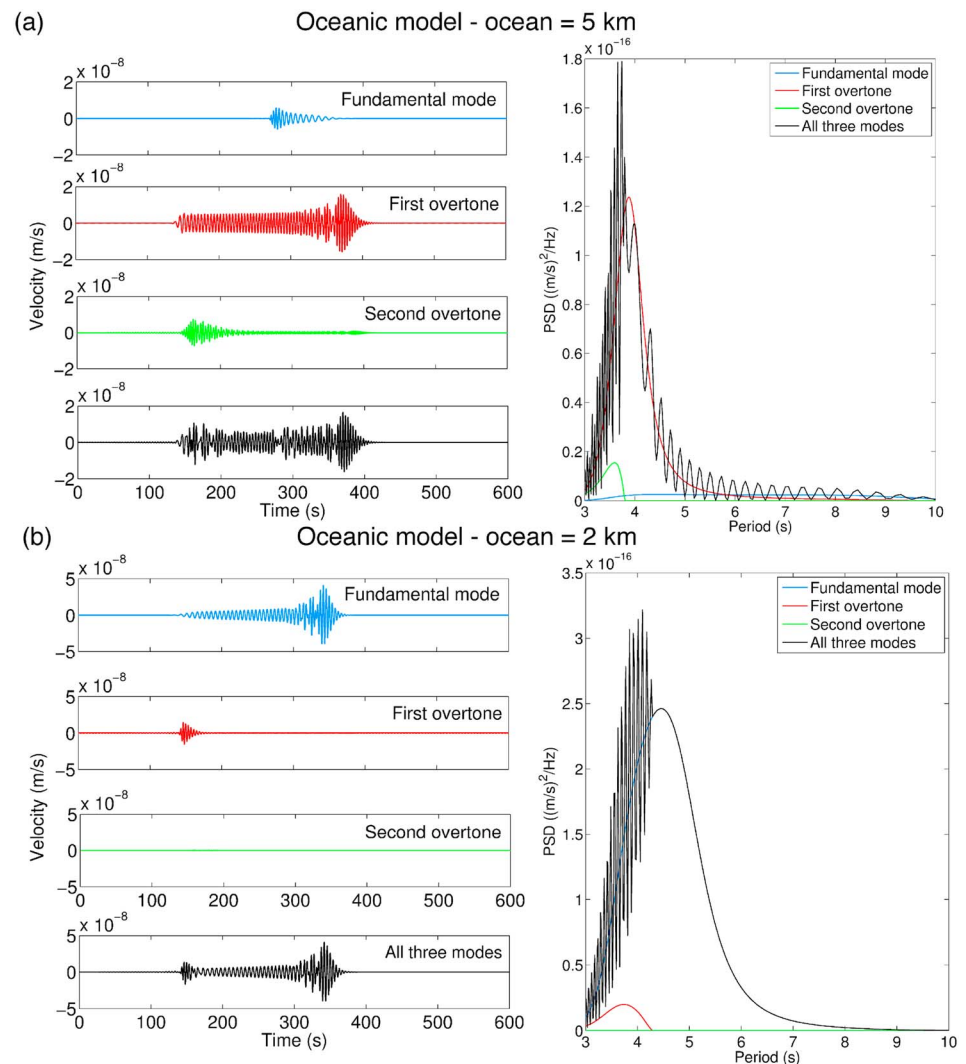 (a) Oceanic model - ocean = 5 km
x 10⁻⁸
2
0
−2
Fundamental mode
x 10⁻⁸
2
0
−2
First overtone
x 10⁻⁸
2
0
−2
Second overtone
x 10⁻⁸
2
0
−2
0 100 200 300 400 500 600
Time (s)
Velocity (m/s)
x 10⁻¹⁶
1.8
1.6
1.4
1.2
1
0.8
0.6
0.4
0.2
0
3 4 5 6 7 8 9 10
Period (s)
PSD ((m/s)²/Hz)
Fundamental mode
First overtone
Second overtone
All three modes
(b) Oceanic model - ocean = 2 km
x 10⁻⁸
5
0
−5
Fundamental mode
x 10⁻⁸
5
0
−5
First overtone
x 10⁻⁸
5
0
−5
Second overtone
0 100 200 300 400 500 600
x 10⁻⁸
5
0
−5
All three modes
0 100 200 300 400 500 600
Time (s)
Velocity (m/s)
x 10⁻¹⁶
3.5
3
2.5
2
1.5
1
0.5
0
3 4 5 6 7 8 9 10
Period (s)
PSD ((m/s)²/Hz)
Fundamental mode
First overtone
Second overtone
All three modes